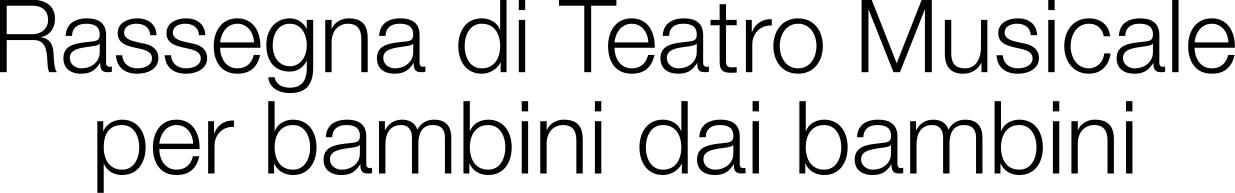 Rassegna di Teatro Musicale
per bambini dai bambini